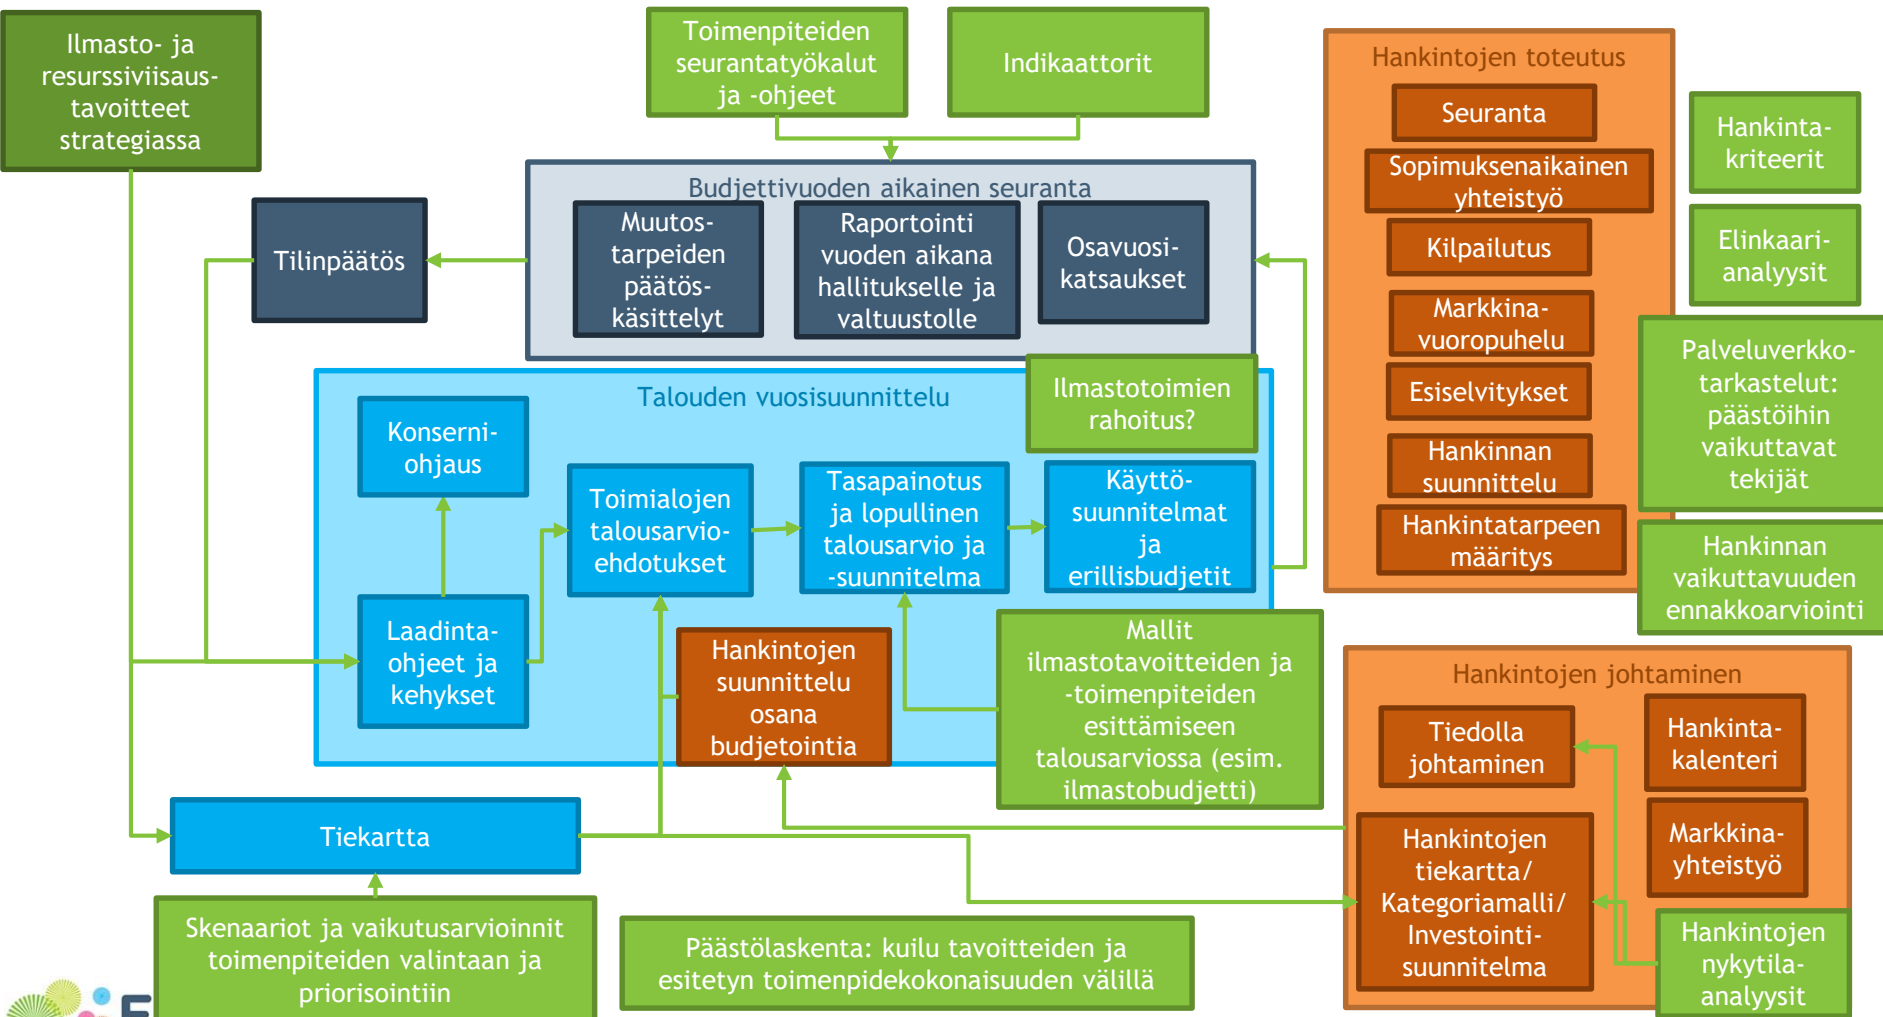 Ilmasto- ja
resurssiviisaus-
tavoitteet
strategiassa
Toimenpiteiden
seurantatyökalut
ja -ohjeet
Indikaattorit
Budjettivuoden aikainen seuranta
Tilinpäätös
Muutos-
tarpeiden
päätös-
käsittelyt
Raportointi
vuoden aikana
hallitukselle ja
valtuustolle
Osavuosi-
katsaukset
Talouden vuosisuunnittelu
Ilmastotoimien
rahoitus?
Konserni-
ohjaus
Toimialojen
talousarvio-
ehdotukset
Tasapainotus
ja lopullinen
talousarvio ja
-suunnitelma
Käyttö-
suunnitelmat
ja
erillisbudjetit
Laadinta-
ohjeet ja
kehykset
Hankintojen
suunnittelu
osana
budjetointia
Mallit
ilmastotavoitteiden ja
-toimenpiteiden
esittämiseen
talousarviossa (esim.
ilmastobudjetti)
Tiekartta
Skenaariot ja vaikutusarvioinnit
toimenpiteiden valintaan ja
priorisointiin
Päästölaskenta: kuilu tavoitteiden ja
esitetyn toimenpidekokonaisuuden välillä
Hankintojen toteutus
Seuranta
Sopimuksenaikainen
yhteistyö
Kilpailutus
Markkina-
vuoropuhelu
Esiselvitykset
Hankinnan
suunnittelu
Hankintatarpeen
määritys
Hankinta-
kriteerit
Elinkaari-
analyysit
Palveluverkko-
tarkastelut:
päästöihin
vaikuttavat
tekijät
Hankinnan
vaikuttavuuden
ennakkoarviointi
Hankintojen johtaminen
Tiedolla
johtaminen
Hankinta-
kalenteri
Hankintojen
tiekartta/
Kategoriamalli/
Investointi-
suunnitelma
Markkina-
yhteistyö
Hankintojen
nykytila-
analyysit